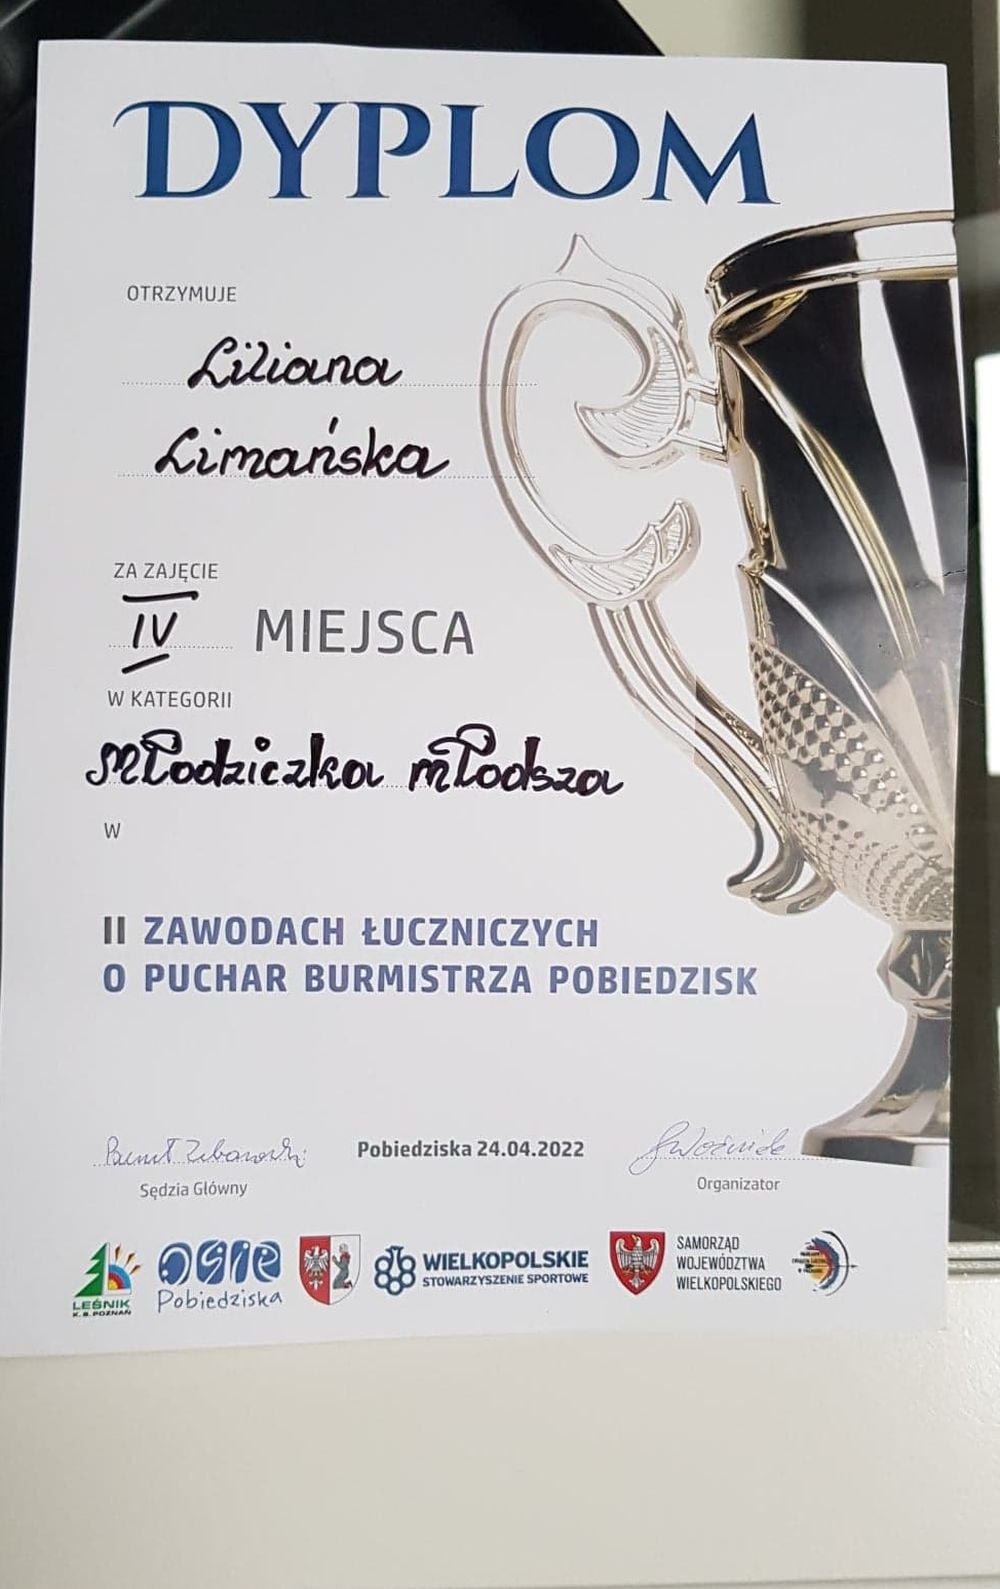 DYPLOM
OTRZYMUJE
Liliana
Limańska
ZA ZAJĘCIE
IV MIEJSCA
W KATEGORII
Młodziczka młodsza
W
II ZAWODACH ŁUCZNICZYCH
O PUCHAR BURMISTRZA POBIEDZISK
Pobiedziska 24.04.2022
Sędzia Główny
Organizator
LEŚNIK
K.S. POZNAŃ
OSiR
Pobiedziska
WIELKOPOLSKIE
STOWARZYSZENIE SPORTOWE
SAMORZĄD
WOJEWÓDZTWA
WIELKOPOLSKIEGO